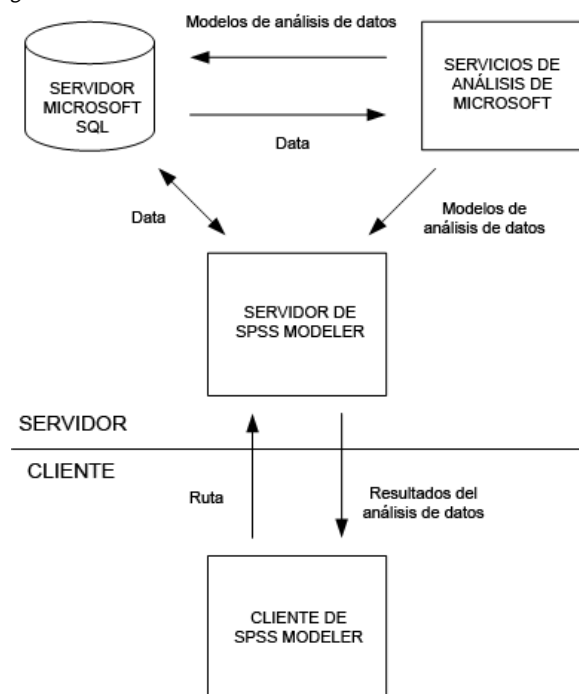 Modelos de análisis de datos
SERVIDOR
MICROSOFT
SQL
SERVICIOS DE
ANÁLISIS DE
MICROSOFT
Data
Data
Modelos de
análisis de datos
SERVIDOR DE
SPSS MODELER
SERVIDOR
CLIENTE
Ruta
Resultados del
análisis de datos
CLIENTE DE
SPSS MODELER